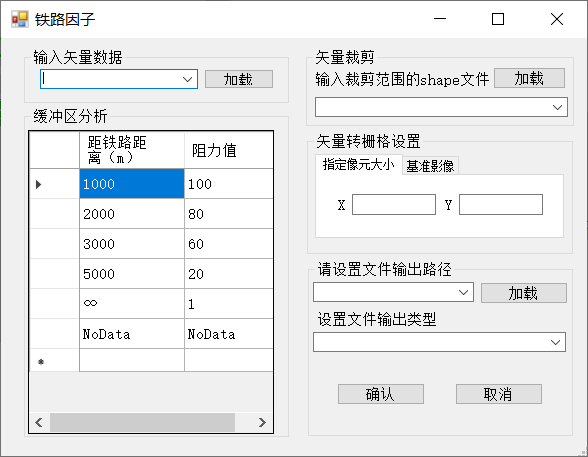 铁路因子
输入矢量数据
加载
缓冲区分析
距铁路距
离（m） 阻力值
1000 100
2000 80
3000 60
5000 20
∞ 1
NoData NoData
矢量裁剪
输入裁剪范围的shape文件 加载
矢量转栅格设置
指定像元大小 基准影像
X Y
请设置文件输出路径
加载
设置文件输出类型
确认 取消